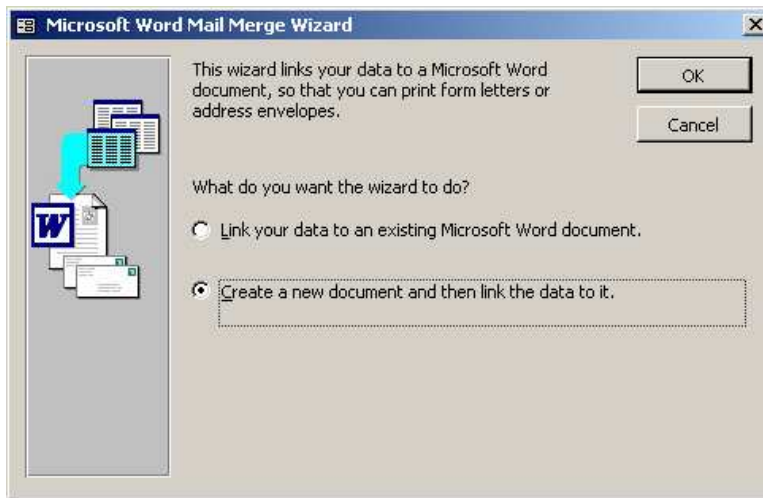 Microsoft Word Mail Merge Wizard
This wizard links your data to a Microsoft Word
document, so that you can print form letters or
address envelopes.
OK
Cancel
What do you want the wizard to do?
Link your data to an existing Microsoft Word document.
Create a new document and then link the data to it.
W